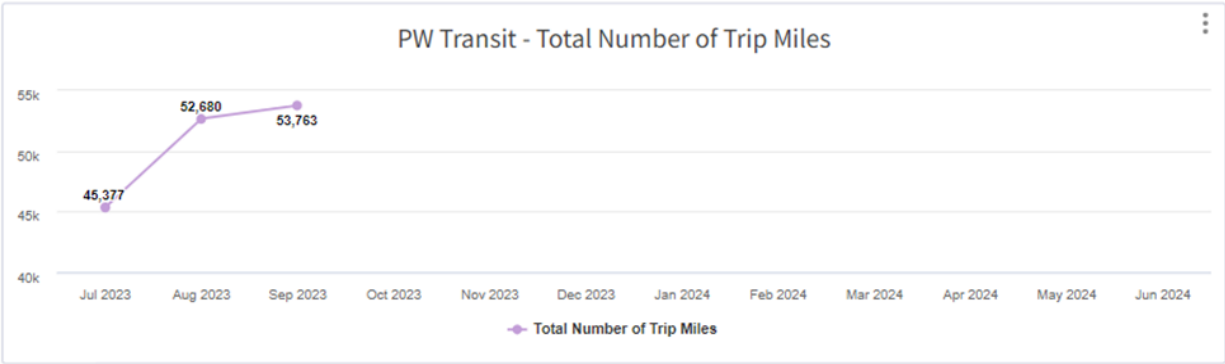 PW Transit - Total Number of Trip Miles
55k
52,680
53,763
50k
45,377
45k
40k
Jul 2023 Aug 2023 Sep 2023 Oct 2023 Nov 2023 Dec 2023 Jan 2024 Feb 2024 Mar 2024 Apr 2024 May 2024 Jun 2024
Total Number of Trip Miles